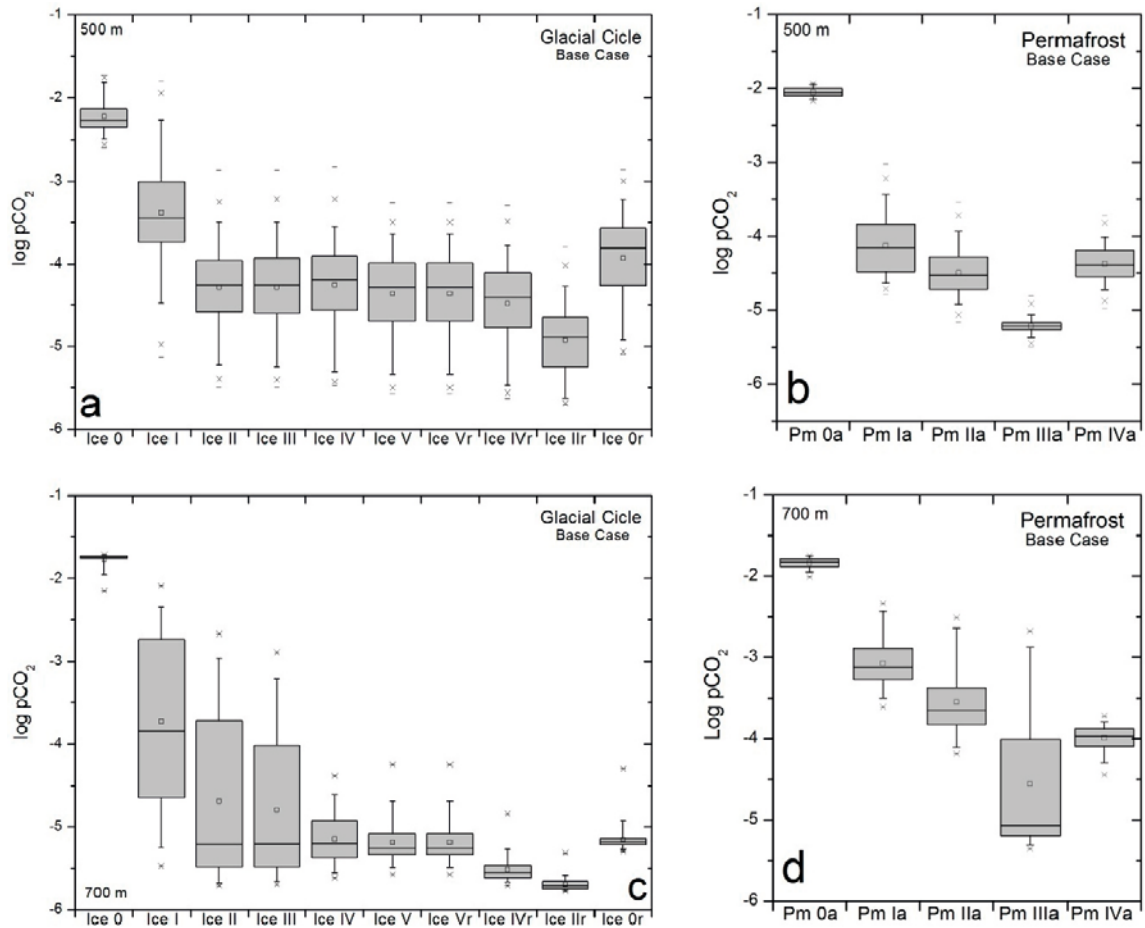 500 m
Glacial Cicle
Base Case
-1
-2
-3
-4
-5
-6
log pCO2
a
Ice 0 Ice I Ice II Ice III Ice IV Ice V Ice Vr Ice IVr Ice IIr Ice 0r
500 m
Permafrost
Base Case
-1
-2
-3
-4
-5
-6
log pCO2
b
Pm 0a Pm Ia Pm IIa Pm IIIa Pm IVa
Glacial Cicle
Base Case
-1
-2
-3
-4
-5
-6
log pCO2
700 m
c
Ice 0 Ice I Ice II Ice III Ice IV Ice V Ice Vr Ice IVr Ice IIr Ice 0r
700 m
Permafrost
Base Case
-1
-2
-3
-4
-5
-6
Log pCO2
d
Pm 0a Pm Ia Pm IIa Pm IIIa Pm IVa